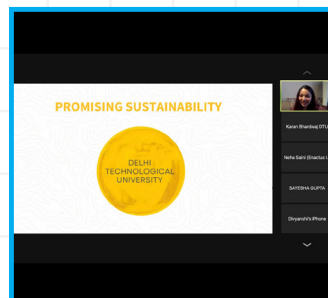 PROMISING SUSTAINABILITY
DELHI
TECHNOLOGICAL
UNIVERSITY
Karan Bhardwaj DTU
Neha Saini (Enactus
SAYESHA GUPTA
Divyanshi's iPhone